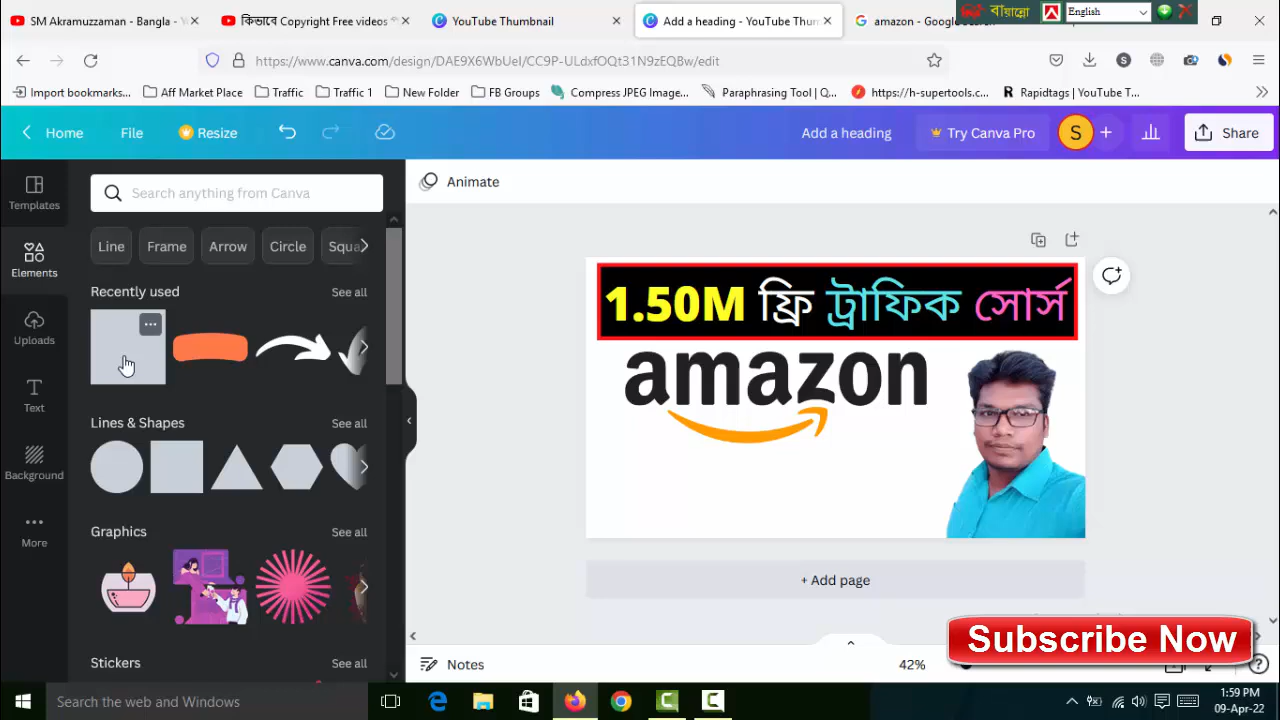 SM Akramuzzaman - Bangla - Y
YouTube Thumbnail
Add a heading - YouTube Thun
amazon - Google Search
বায়ান্নো
English
https://www.canva.com/design/DAE9X6WbUeI/CC9P-ULdxfOQt31N9zEQBw/edit
Import bookmarks...
Aff Market Place
Traffic
Traffic 1
New Folder
FB Groups
Compress JPEG Image...
Paraphrasing Tool | Q...
https://h-supertools.c...
Rapidtags | YouTube T...
Home
File
Resize
Add a heading
Try Canva Pro
S
Share
Templates
Elements
Uploads
Text
Background
More
Search anything from Canva
Line
Frame
Arrow
Circle
Squa
Recently used
See all
Lines & Shapes
See all
Graphics
See all
Stickers
See all
Animate
1.50M ফ্রি ট্রাফিক সোর্স
amazon
+ Add page
Subscribe Now
Notes
42%
Search the web and Windows
1:59 PM
09-Apr-22